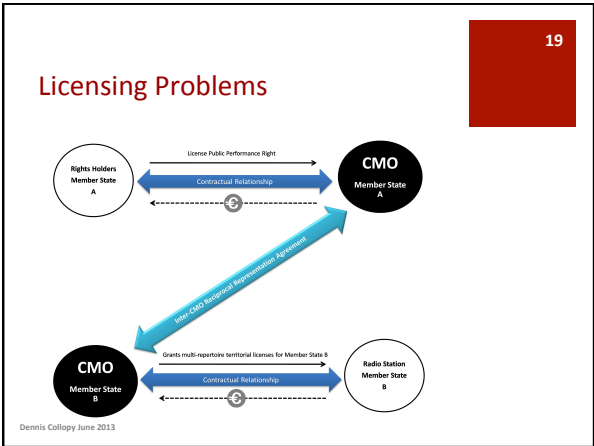 19
Licensing Problems
License Public Performance Right
Rights Holders
Member State
A
Contractual Relationship
€
CMO
Member State
A
Inter-CMO Reciprocal Representation Agreement
CMO
Member State
B
Grants multi-repertoire territorial licenses for Member State B
Contractual Relationship
€
Radio Station
Member State
B
Dennis Collopy June 2013